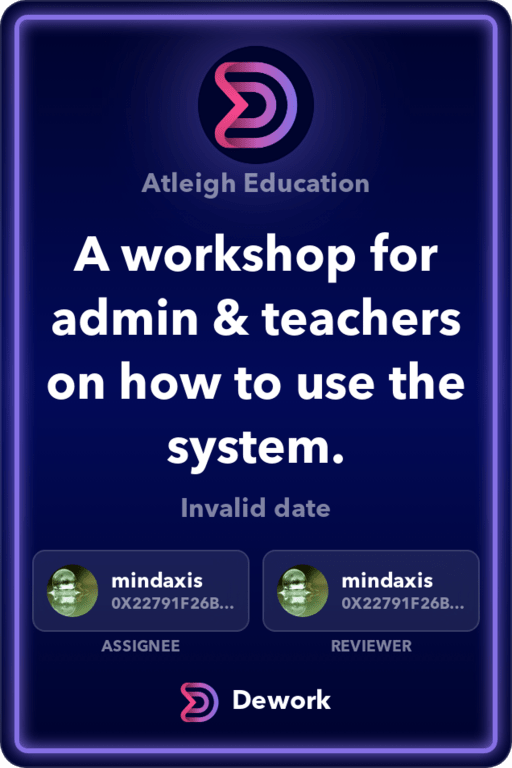 Atleigh Education
A workshop for
admin & teachers
on how to use the
system.
Invalid date
mindaxis
0X22791F26B...
ASSIGNEE
mindaxis
0X22791F26B...
REVIEWER
Dework